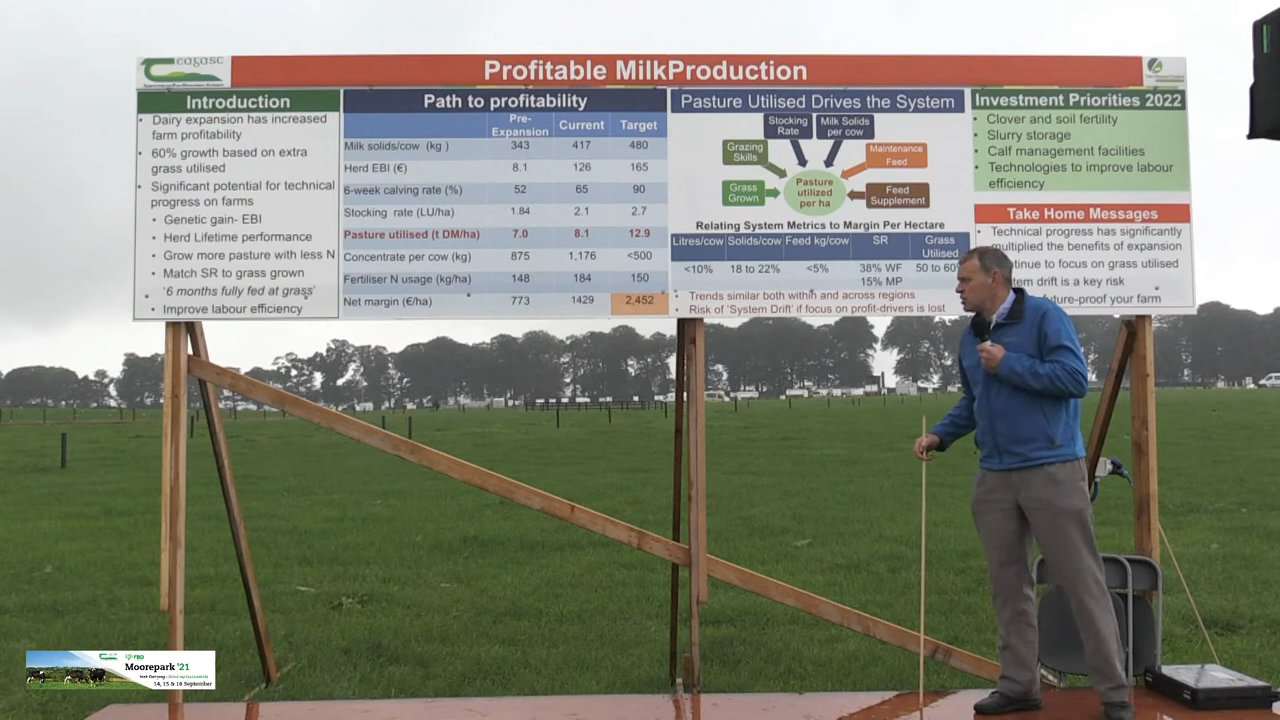 eagasc
Profitable MilkProduction
Introduction
• Dairy expansion has increased
farm profitability
• 60% growth based on extra
grass utilised
• Significant potential for technical
progress on farms
• Genetic gain- EBI
• Herd Lifetime performance
• Grow more pasture with less N
• Match SR to grass grown
• '6 months fully fed at grass'
• Improve labour efficiency
Path to profitability
Pre-Expansion Current Target
Milk solids/cow (kg ) 343 417 480
Herd EBI (€) 8.1 126 165
6-week calving rate (%) 52 65 90
Stocking rate (LU/ha) 1.84 2.1 2.7
Pasture utilised (t DM/ha) 7.0 8.1 12.9
Concentrate per cow (kg) 875 1,176 <500
Fertiliser N usage (kg/ha) 148 184 150
Net margin (€/ha) 773 1429 2,452
Pasture Utilised Drives the System
Stocking
Rate
Milk Solids
per cow
Grazing
Skills
Maintenance
Feed
Grass
Grown
Pasture
utilized
per ha
Feed
Supplement
Relating System Metrics to Margin Per Hectare
Litres/cow Solids/cow Feed kg/cow SR Grass Utilised
<10% 18 to 22% <5% 38% WF 50 to 60
15% MP
• Trends similar both within and across regions
• Risk of 'System Drift' if focus on profit-drivers is lost
Investment Priorities 2022
• Clover and soil fertility
• Slurry storage
• Calf management facilities
• Technologies to improve labour
efficiency
Take Home Messages
• Technical progress has significantly
multiplied the benefits of expansion
to focus on grass utilised
drift is a key risk
future-proof your farm
Moorepark '21
14, 15 & 16 September